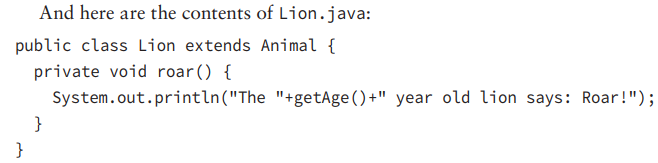 And here are the contents of Lion.java:
public class Lion extends Animal {
  private void roar() {
    System.out.println("The "+getAge()+" year old lion says: Roar!");
  }
}